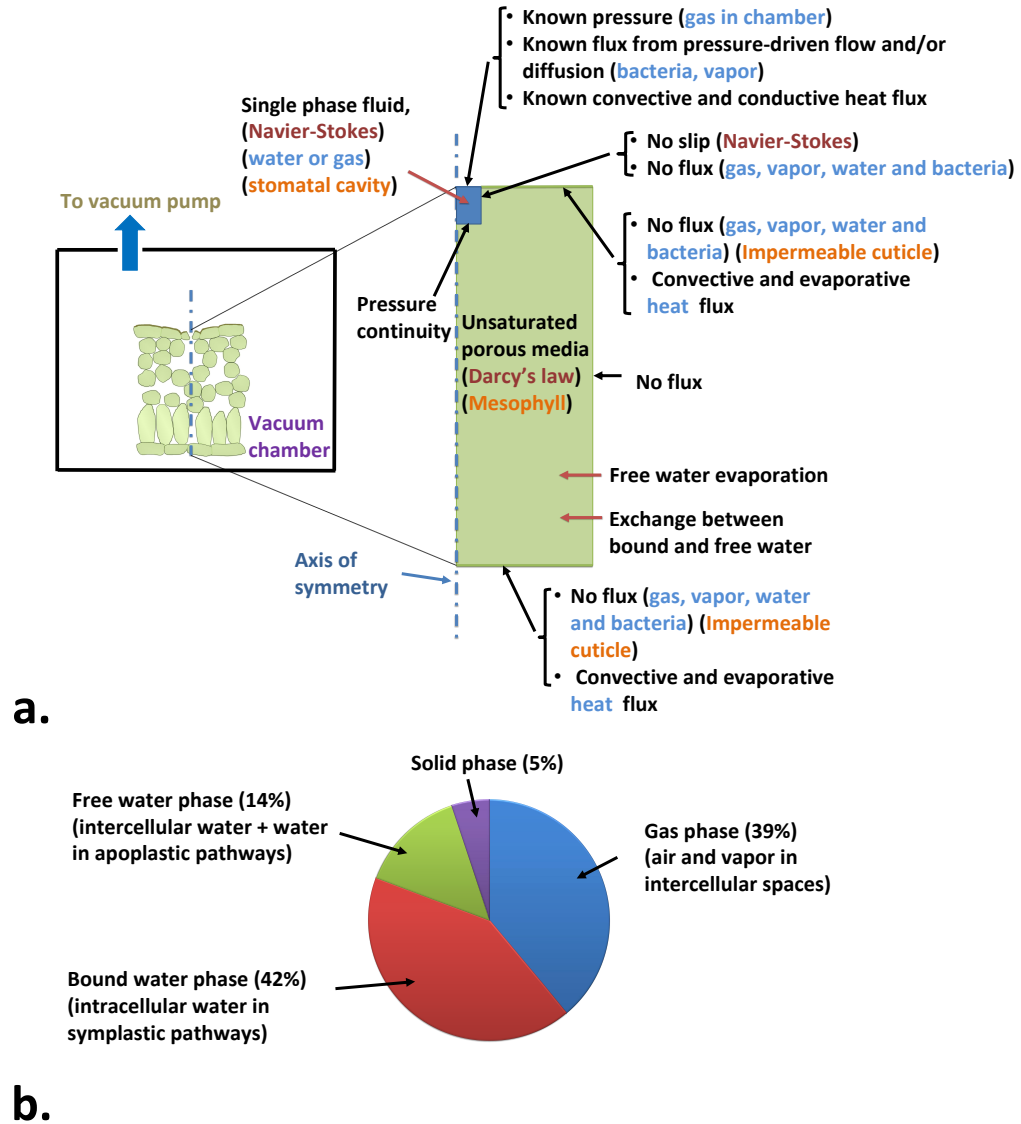 • Known pressure (gas in chamber)
• Known flux from pressure-driven flow and/or
diffusion (bacteria, vapor)
• Known convective and conductive heat flux
Single phase fluid,
(Navier-Stokes)
(water or gas)
(stomatal cavity)
• No slip (Navier-Stokes)
• No flux (gas, vapor, water and bacteria)
To vacuum pump
• No flux (gas, vapor, water and
bacteria) (Impermeable cuticle)
• Convective and evaporative
heat flux
Pressure
continuity
Unsaturated
porous media
(Darcy's law)
(Mesophyll)
No flux
Vacuum
chamber
Free water evaporation
Exchange between
bound and free water
Axis of
symmetry
• No flux (gas, vapor, water
and bacteria) (Impermeable
cuticle)
• Convective and evaporative
heat flux
a.
Solid phase (5%)
Free water phase (14%)
(intercellular water + water
in apoplastic pathways)
Gas phase (39%)
(air and vapor in
intercellular spaces)
Bound water phase (42%)
(intracellular water in
symplastic pathways)
b.